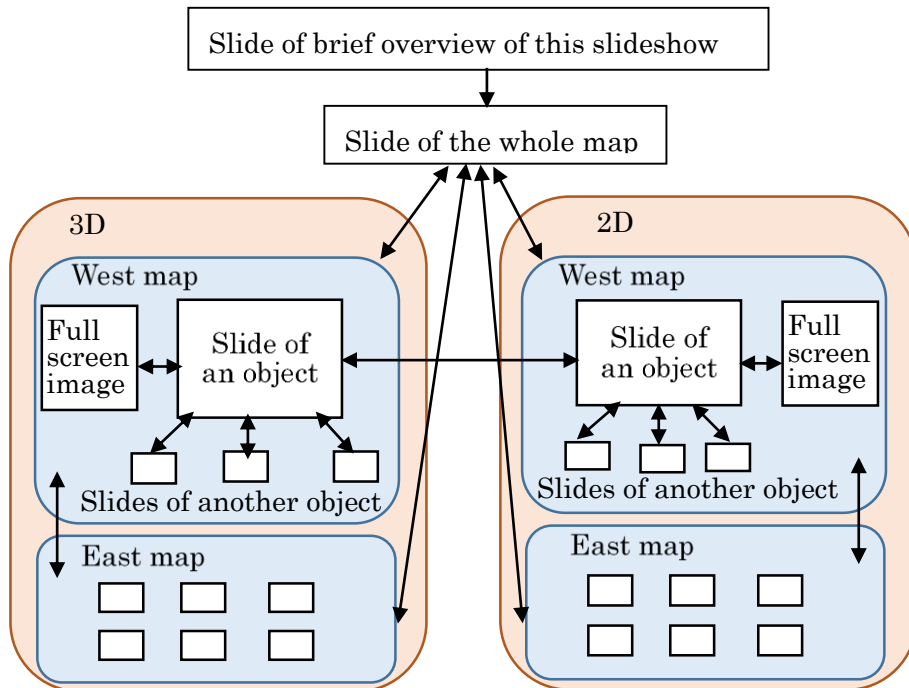 Slide of brief overview of this slideshow
Slide of the whole map
3D
West map
Full
screen
image
Slide of
an object
Slides of another object
East map
2D
West map
Slide of
an object
Full
screen
image
Slides of another object
East map